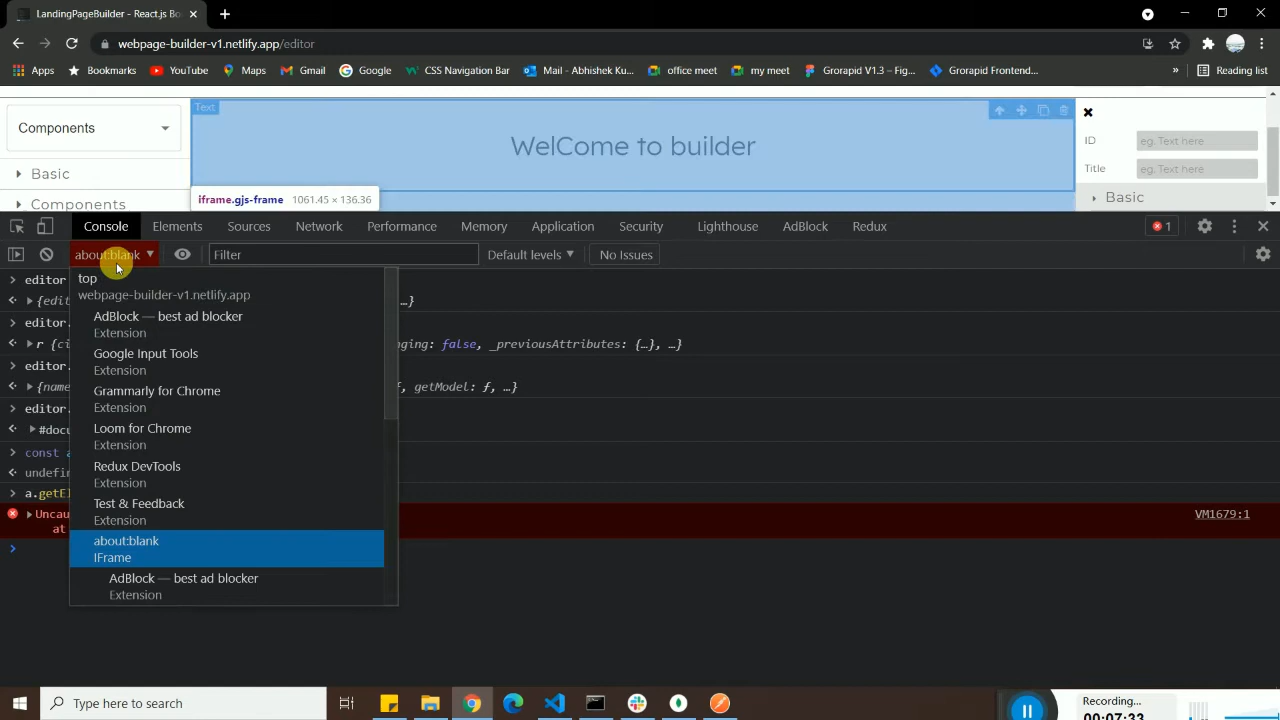 LandingPageBuilder - React.js Bo
webpage-builder-v1.netlify.app/editor
Apps Bookmarks YouTube Maps Gmail Google CSS Navigation Bar Mail - Abhishek Ku... office meet my meet Grorapid V1.3 – Fig... Grorapid Frontend... » Reading list
Components
Basic
Components
Text
WelCome to builder
iframe.gjs-frame 1061.45 × 136.36
ID eg. Text here
Title eg. Text here
Basic
Console Elements Sources Network Performance Memory Application Security Lighthouse AdBlock Redux 1
about:blank Filter Default levels No Issues
top
webpage-builder-v1.netlify.app
AdBlock — best ad blocker
Extension
Google Input Tools
Extension
Grammarly for Chrome
Extension
Loom for Chrome
Extension
Redux DevTools
Extension
Test & Feedback
Extension
about:blank
IFrame
AdBlock — best ad blocker
Extension
editor
{edit …}
editor.
r {ci nging: false, _previousAttributes: {…}, …}
editor.
{name f, getModel: f, …}
editor.
#docu
const a
undefin
a.getEl
Uncau VM1679:1
at
Type here to search
Recording...
00:07:33